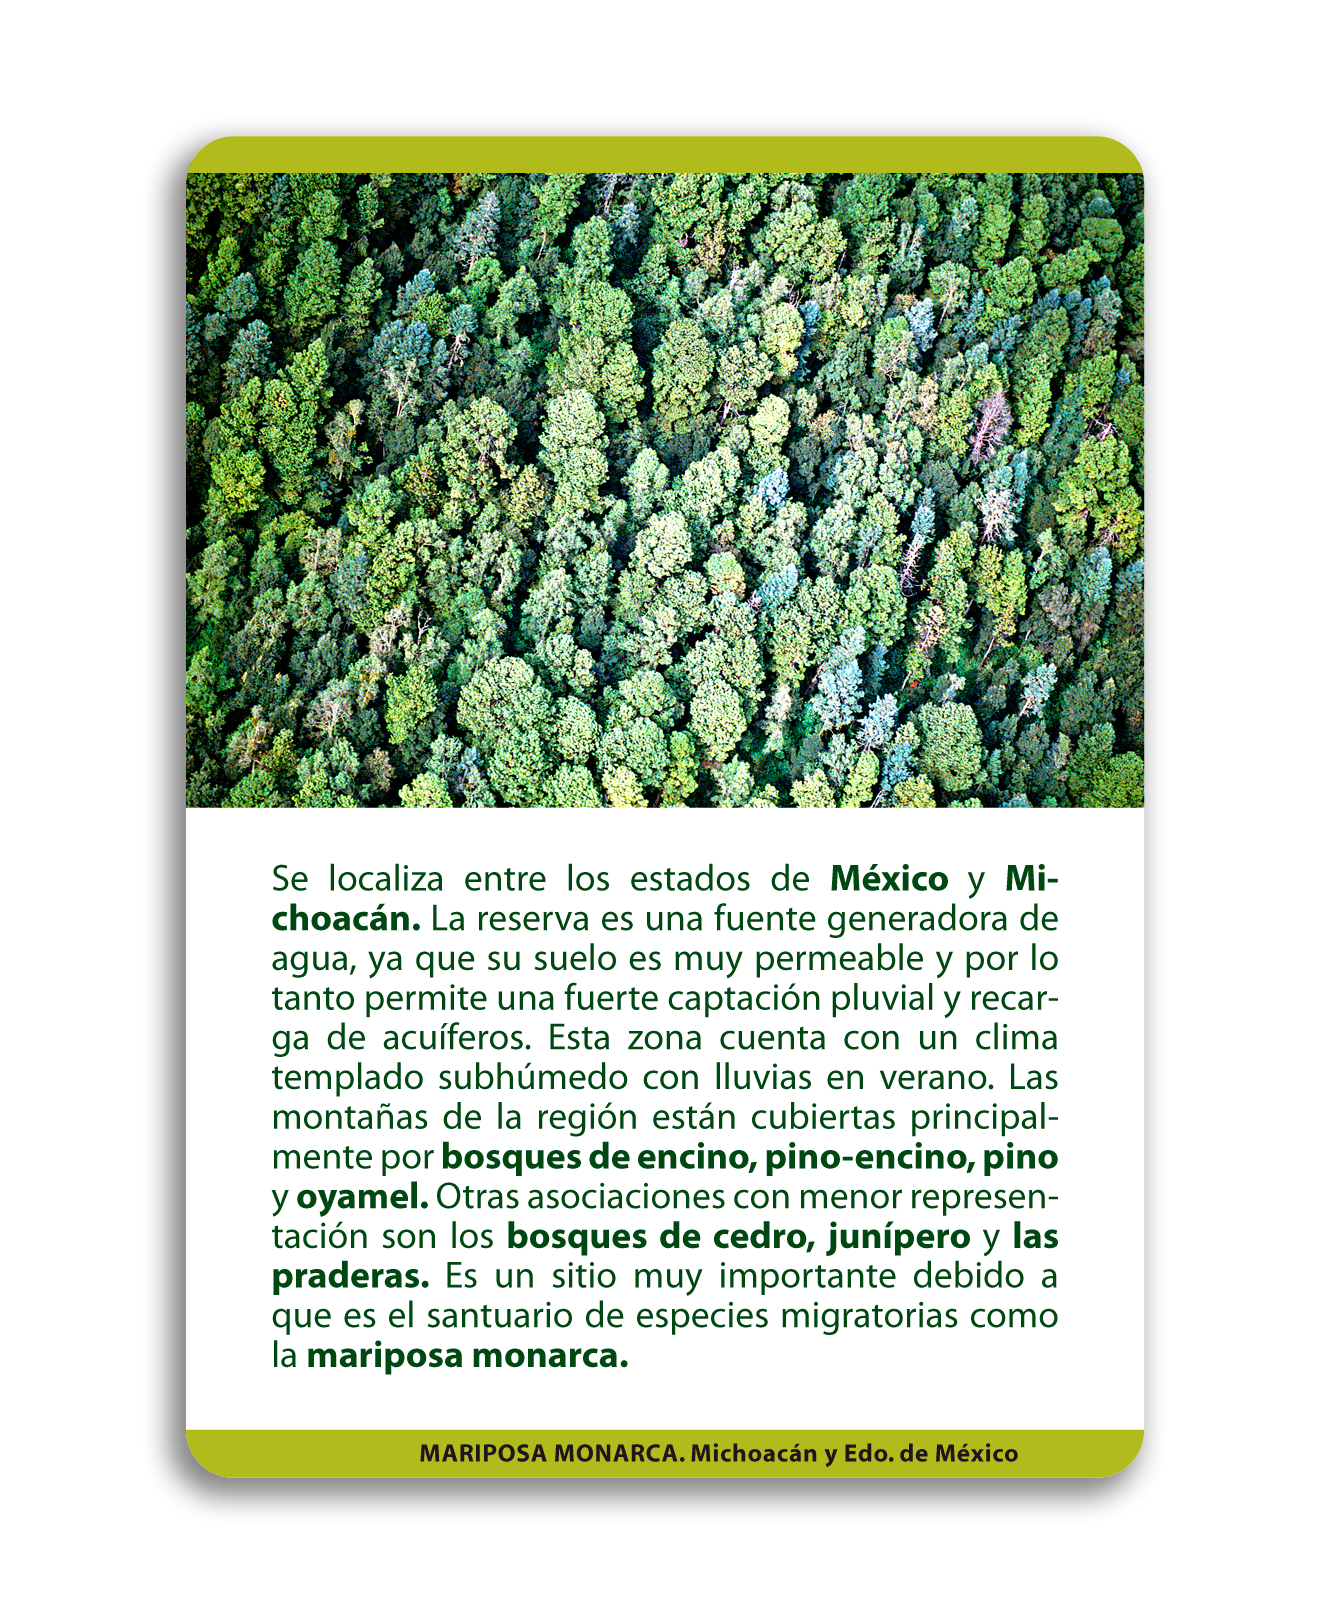 Se localiza entre los estados de México y Mi-
choacán. La reserva es una fuente generadora de
agua, ya que su suelo es muy permeable y por lo
tanto permite una fuerte captación pluvial y recar-
ga de acuíferos. Esta zona cuenta con un clima
templado subhúmedo con lluvias en verano. Las
montañas de la región están cubiertas principal-
mente por bosques de encino, pino-encino, pino
y oyamel. Otras asociaciones con menor represen-
tación son los bosques de cedro, junípero y las
praderas. Es un sitio muy importante debido a
que es el santuario de especies migratorias como
la mariposa monarca.
MARIPOSA MONARCA. Michoacán y Edo. de México